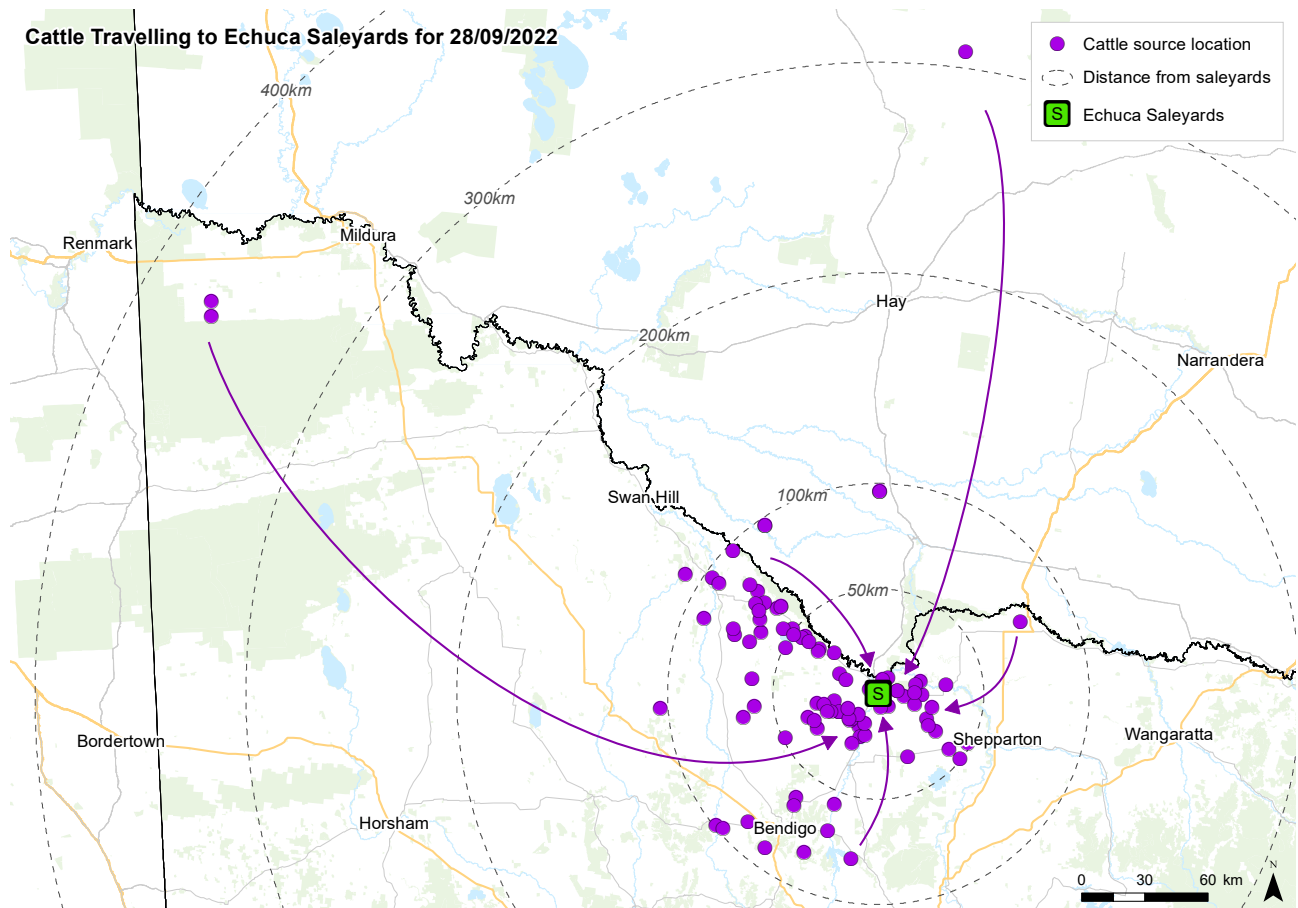 Cattle Travelling to Echuca Saleyards for 28/09/2022
Cattle source location
Distance from saleyards
S Echuca Saleyards
400km
300km
Renmark
Mildura
Hay
200km
Narrandera
Swan Hill
100km
50km
S
Bordertown
Shepparton
Wangaratta
Horsham
Bendigo
N
0 30 60 km